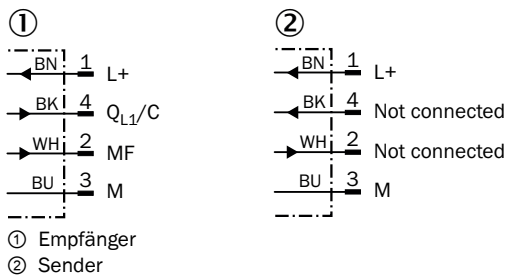 ①
BN 1 L+
BK 4 Q_L1/C
WH 2 MF
BU 3 M
②
BN 1 L+
BK 4 Not connected
WH 2 Not connected
BU 3 M
① Empfänger
② Sender